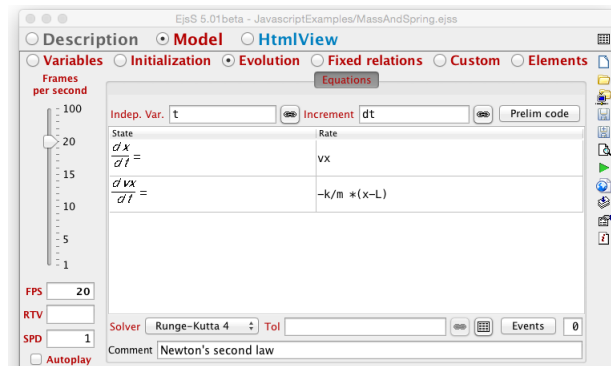 EjsS 5.01beta - JavascriptExamples/MassAndSpring.ejss
Description Model HtmlView
Variables Initialization Evolution Fixed relations Custom Elements
Frames
per second
Equations
100
20
15
10
5
1
Indep. Var. t Increment dt Prelim code
State Rate
dx/dt = vx
dvx/dt = -k/m *(x-L)
FPS 20
RTV
SPD 1
Autoplay
Solver Runge-Kutta 4 Tol Events 0
Comment Newton's second law